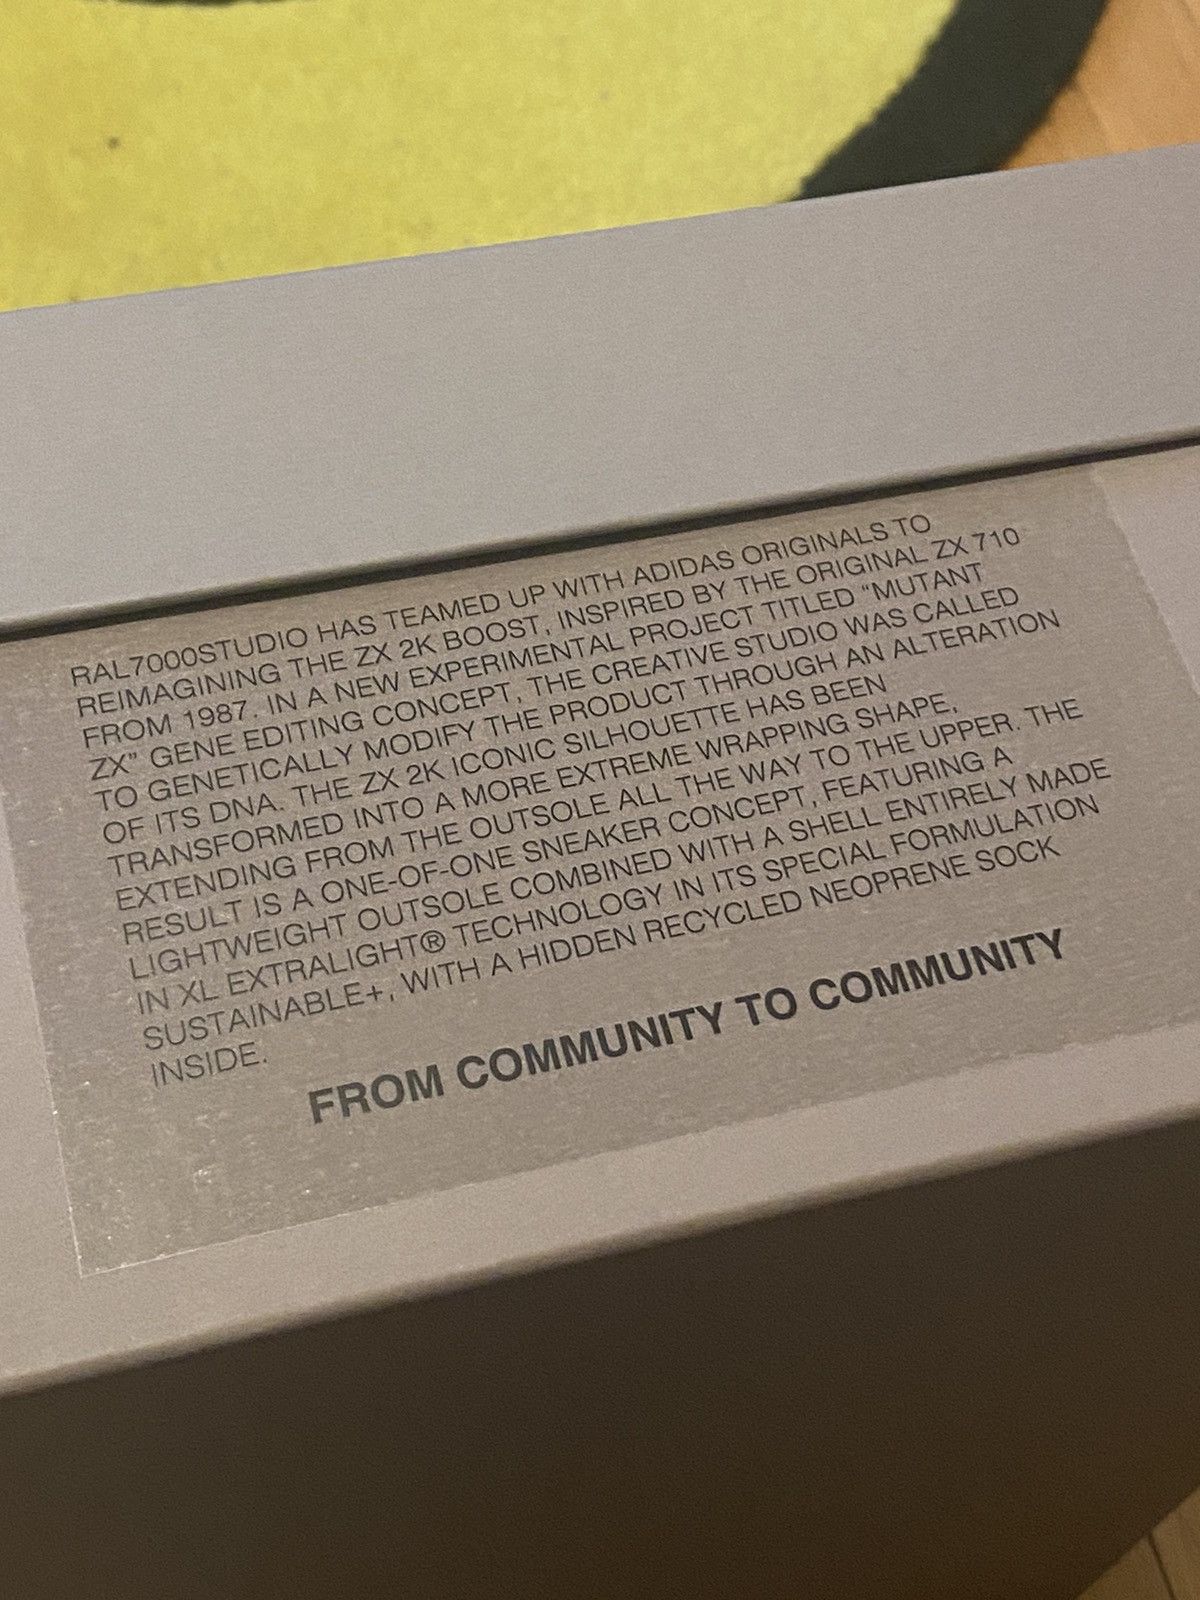 RAL7000STUDIO HAS TEAMED UP WITH ADIDAS ORIGINALS TO
REIMAGINING THE ZX 2K BOOST, INSPIRED BY THE ORIGINAL ZX 710
FROM 1987. IN A NEW EXPERIMENTAL PROJECT TITLED “MUTANT
ZX” GENE EDITING CONCEPT, THE CREATIVE STUDIO WAS CALLED
TO GENETICALLY MODIFY THE PRODUCT THROUGH AN ALTERATION
OF ITS DNA. THE ZX 2K ICONIC SILHOUETTE HAS BEEN
TRANSFORMED INTO A MORE EXTREME WRAPPING SHAPE,
EXTENDING FROM THE OUTSOLE ALL THE WAY TO THE UPPER. THE
RESULT IS A ONE-OF-ONE SNEAKER CONCEPT, FEATURING A
LIGHTWEIGHT OUTSOLE COMBINED WITH A SHELL ENTIRELY MADE
IN XL EXTRALIGHT® TECHNOLOGY IN ITS SPECIAL FORMULATION
SUSTAINABLE+, WITH A HIDDEN RECYCLED NEOPRENE SOCK
INSIDE.
FROM COMMUNITY TO COMMUNITY